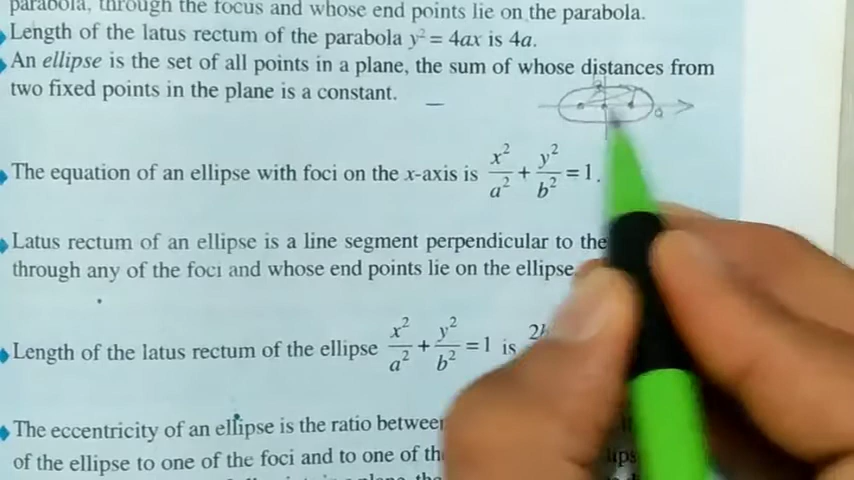 parabola, through the focus and whose end points lie on the parabola.
Length of the latus rectum of the parabola y² = 4ax is 4a.
An ellipse is the set of all points in a plane, the sum of whose distances from
two fixed points in the plane is a constant.
a
The equation of an ellipse with foci on the x-axis is x²/a² + y²/b² = 1.
Latus rectum of an ellipse is a line segment perpendicular to the
through any of the foci and whose end points lie on the ellipse
Length of the latus rectum of the ellipse x²/a² + y²/b² = 1 is
The eccentricity of an ellipse is the ratio between
of the ellipse to one of the foci and to one of